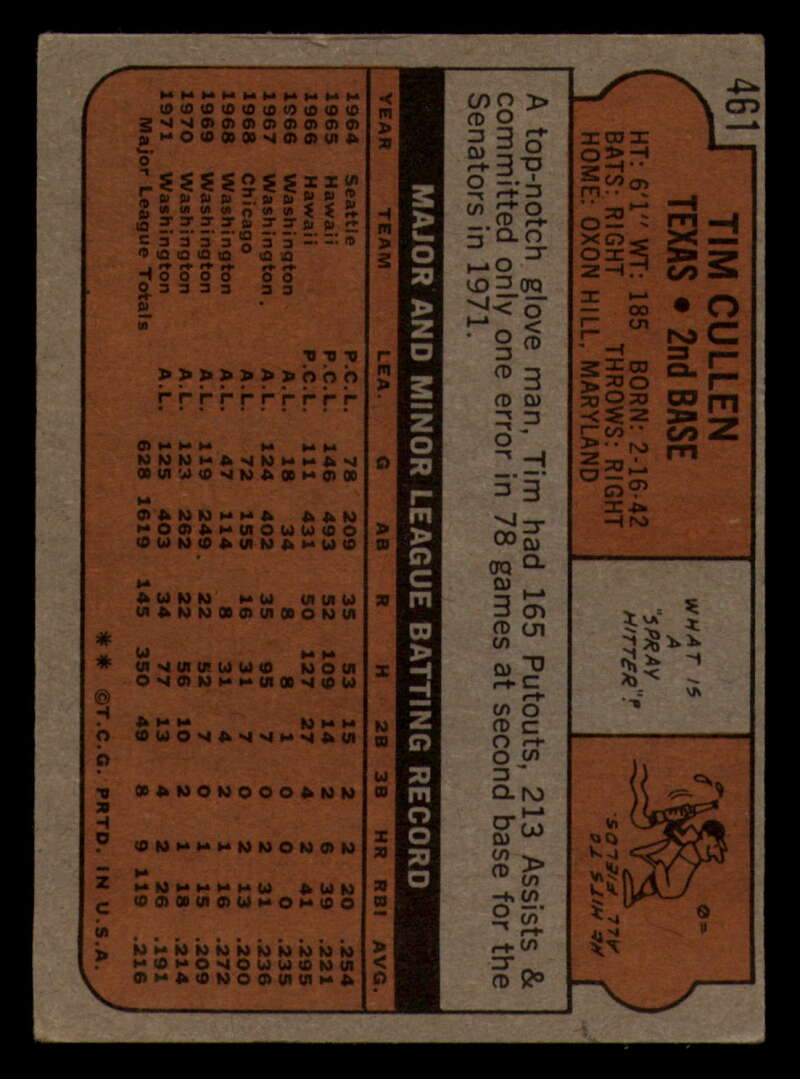 461
TIM CULLEN
TEXAS • 2nd BASE
HT: 6'1" WT: 185 BORN: 2-16-42
BATS: RIGHT THROWS: RIGHT
HOME: OXON HILL, MARYLAND
WHAT IS
A
"SPRAY
HITTER"?
HE HITS TO
ALL FIELDS.
A top-notch glove man, Tim had 165 Putouts, 213 Assists &
committed only one error in 78 games at second base for the
Senators in 1971.
MAJOR AND MINOR LEAGUE BATTING RECORD
YEAR TEAM LEA. G AB R H 2B 3B HR RBI AVG.
1964 Seattle P.C.L. 78 209 35 53 15 2 2 20 .254
1965 Hawaii P.C.L. 146 493 52 109 14 2 6 39 .221
1966 Hawaii P.C.L. 111 431 50 127 27 4 2 41 .295
1966 Washington A.L. 18 34 8 8 1 0 0 0 .235
1967 Washington. A.L. 124 402 35 95 7 0 2 31 .236
1968 Chicago A.L. 72 155 16 31 7 0 2 13 .200
1968 Washington A.L. 47 114 8 31 4 2 1 16 .272
1969 Washington A.L. 119 249. 22 52 7 0 1 15 .209
1970 Washington A.L. 123 262 22 56 10 2 1 18 .214
1971 Washington A.L. 125 403 34 77 13 4 2 26 .191
Major League Totals 628 1619 145 350 49 8 9 119 .216
** ©T.C.G. PRTD. IN U.S.A.